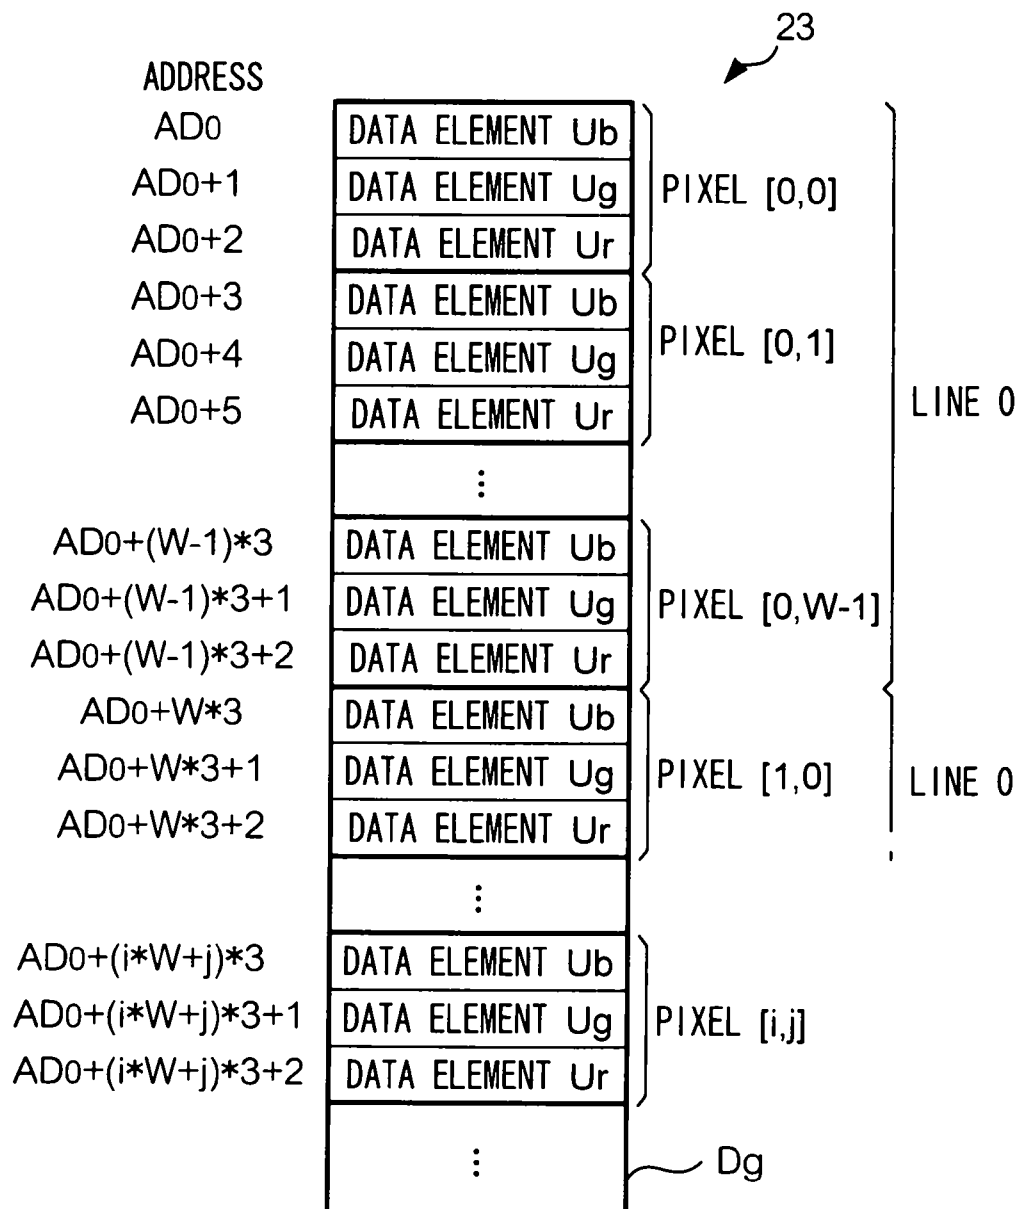 23
ADDRESS
AD0 DATA ELEMENT Ub
AD0+1 DATA ELEMENT Ug PIXEL [0,0]
AD0+2 DATA ELEMENT Ur
AD0+3 DATA ELEMENT Ub
AD0+4 DATA ELEMENT Ug PIXEL [0,1]
AD0+5 DATA ELEMENT Ur LINE 0
⋮
AD0+(W-1)*3 DATA ELEMENT Ub
AD0+(W-1)*3+1 DATA ELEMENT Ug PIXEL [0,W-1]
AD0+(W-1)*3+2 DATA ELEMENT Ur
AD0+W*3 DATA ELEMENT Ub
AD0+W*3+1 DATA ELEMENT Ug PIXEL [1,0] LINE 0
AD0+W*3+2 DATA ELEMENT Ur
⋮
AD0+(i*W+j)*3 DATA ELEMENT Ub
AD0+(i*W+j)*3+1 DATA ELEMENT Ug PIXEL [i,j]
AD0+(i*W+j)*3+2 DATA ELEMENT Ur
⋮ Dg